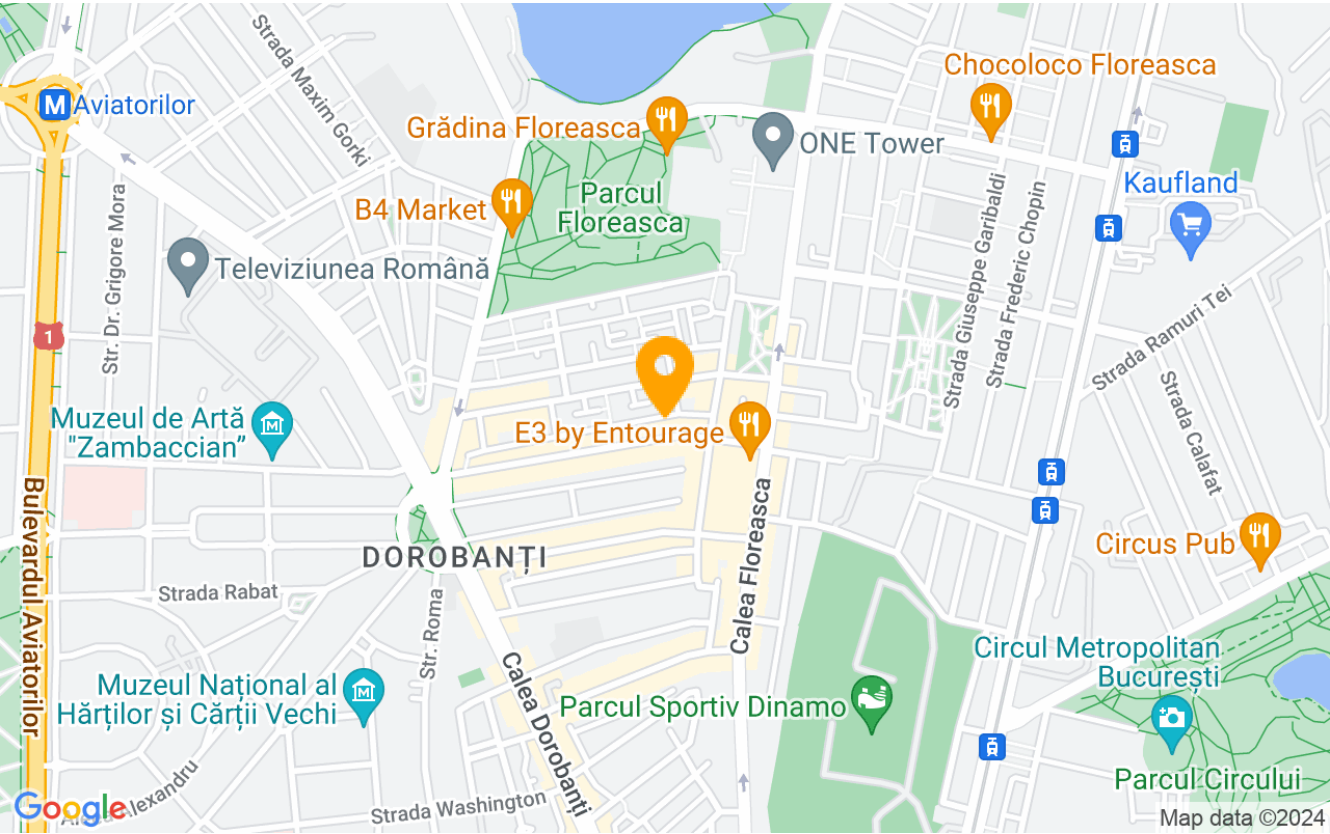 Strada Maxim Gorki
Chocoloco Floreasca
M
Aviatorilor
Grădina Floreasca
ONE Tower
Kaufland
Parcul
Floreasca
B4 Market
Str. Dr. Grigore Mora
Strada Giuseppe Garibaldi
Strada Frederic Chopin
Televiziunea Română
1
Strada Ramuri Tei
Strada Calafat
Muzeul de Artă
"Zambaccian”
M
E3 by Entourage
Bulevardul Aviatorilor
Calea Floreasca
Circus Pub
DOROBANȚI
Strada Rabat
Str. Roma
Circul Metropolitan
București
Muzeul Național al
Hărților și Cărții Vechi
M
Calea Dorobanți
Parcul Sportiv Dinamo
Parcul Circului
Strada Washington
Alexandru
Google
Map data ©2024